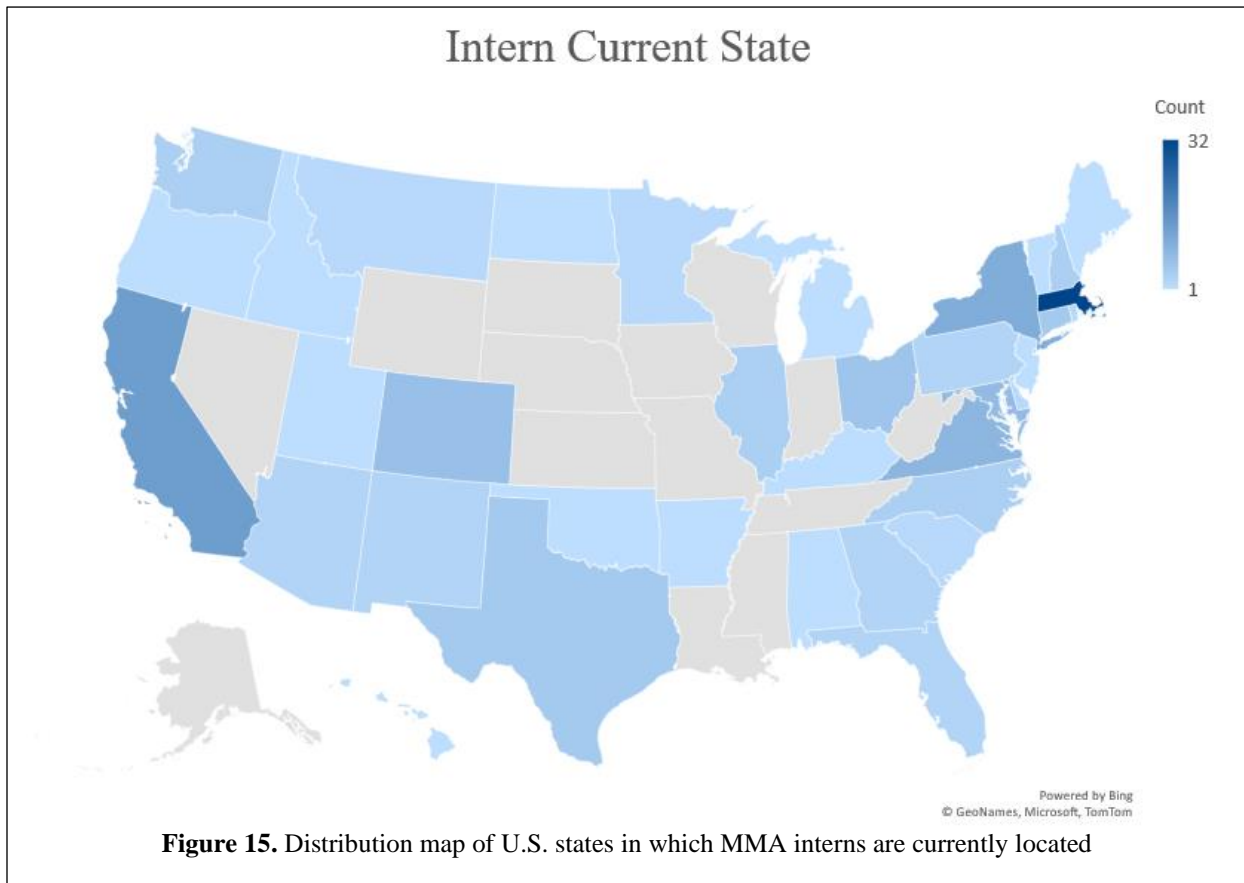 Intern Current State
Count
32
1
Powered by Bing
© GeoNames, Microsoft, TomTom
Figure 15. Distribution map of U.S. states in which MMA interns are currently located